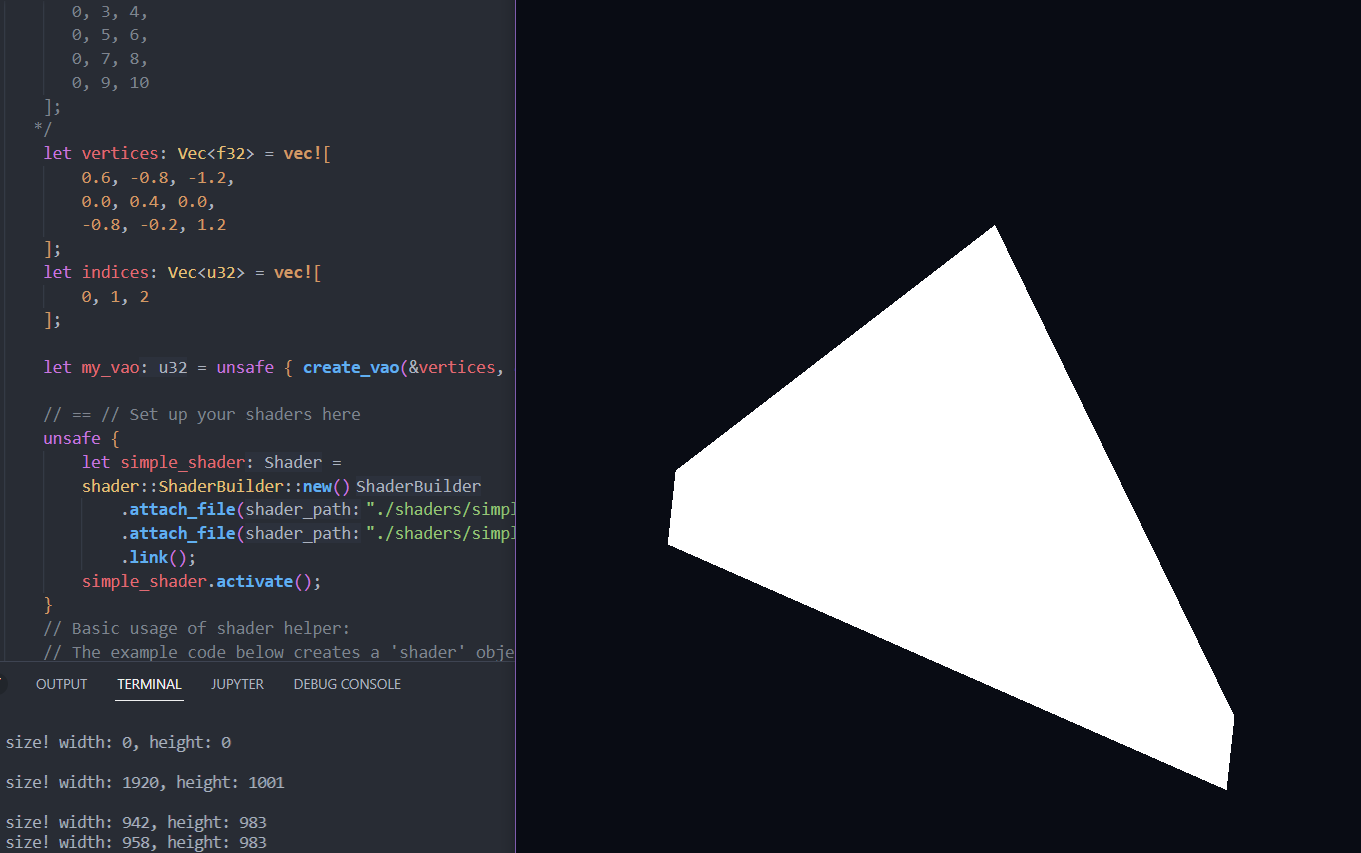 0, 3, 4,
0, 5, 6,
0, 7, 8,
0, 9, 10
];
*/
let vertices: Vec<f32> = vec![
0.6, -0.8, -1.2,
0.0, 0.4, 0.0,
-0.8, -0.2, 1.2
];
let indices: Vec<u32> = vec![
0, 1, 2
];
let my_vao: u32 = unsafe { create_vao(&vertices,
// == // Set up your shaders here
unsafe {
let simple_shader: Shader =
shader::ShaderBuilder::new() ShaderBuilder
.attach_file(shader_path: "./shaders/simpl
.attach_file(shader_path: "./shaders/simpl
.link();
simple_shader.activate();
}
// Basic usage of shader helper:
// The example code below creates a 'shader' obje
OUTPUT TERMINAL JUPYTER DEBUG CONSOLE
size! width: 0, height: 0
size! width: 1920, height: 1001
size! width: 942, height: 983
size! width: 958, height: 983